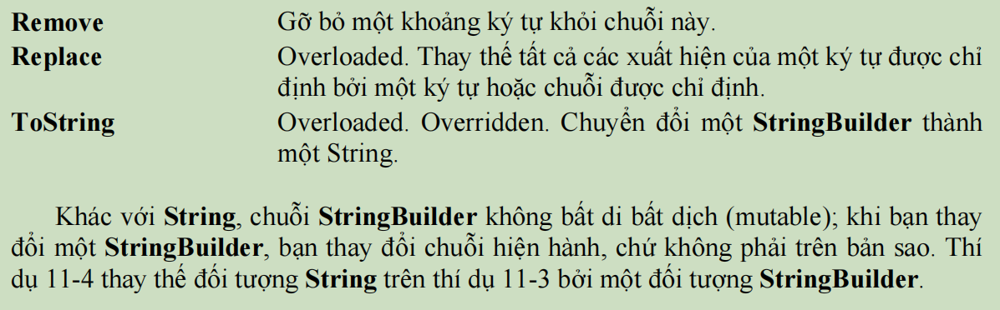 Remove Gỡ bỏ một khoảng ký tự khỏi chuỗi này.
Replace Overloaded. Thay thế tất cả các xuất hiện của một ký tự được chỉ
định bởi một ký tự hoặc chuỗi được chỉ định.
ToString Overloaded. Overridden. Chuyển đổi một StringBuilder thành
một String.
Khác với String, chuỗi StringBuilder không bất di bất dịch (mutable); khi bạn thay
đổi một StringBuilder, bạn thay đổi chuỗi hiện hành, chứ không phải trên bản sao. Thí
dụ 11-4 thay thế đối tượng String trên thí dụ 11-3 bởi một đối tượng StringBuilder.